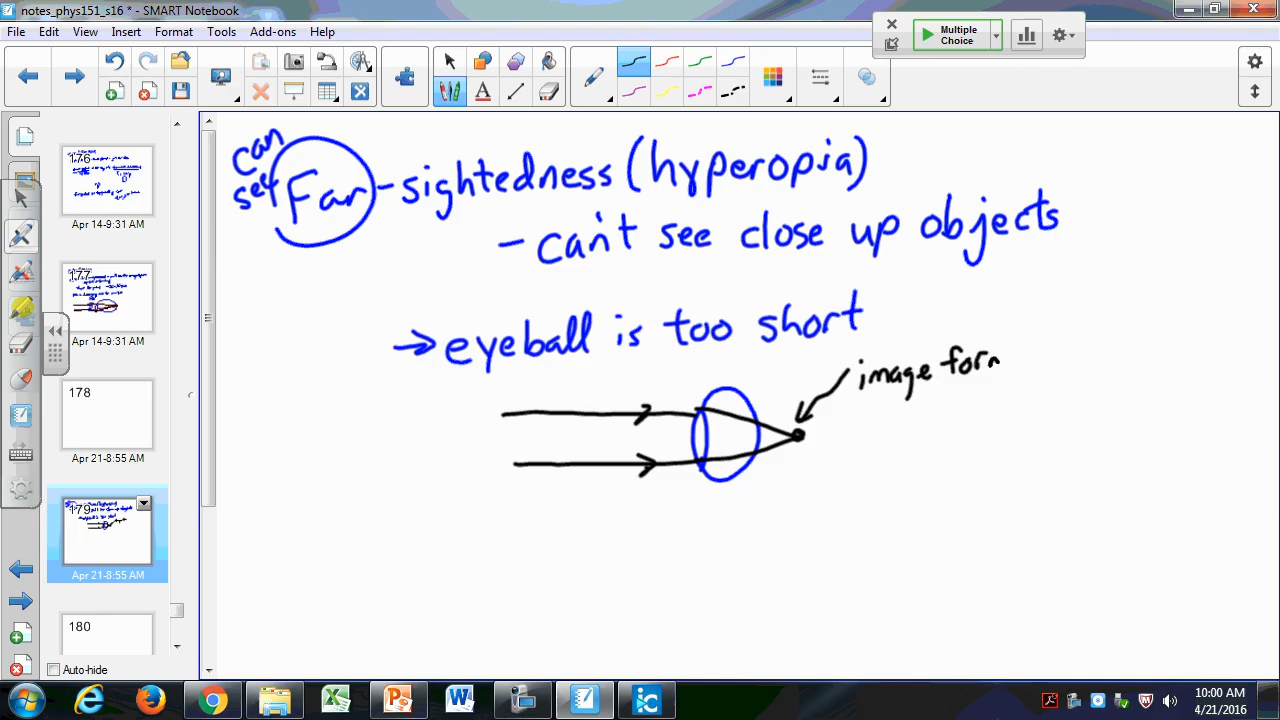 notes_phys151_s16 * - SMART Notebook
File Edit View Insert Format Tools Add-ons Help
Multiple
Choice
can
see
Far-sightedness (hyperopia)
- can't see close up objects
→ eyeball is too short
image for
176
Apr 14-9:31 AM
177
Apr 14-9:31 AM
178
Apr 21-8:55 AM
179
Apr 21-8:55 AM
180
Auto-hide
10:00 AM
4/21/2016